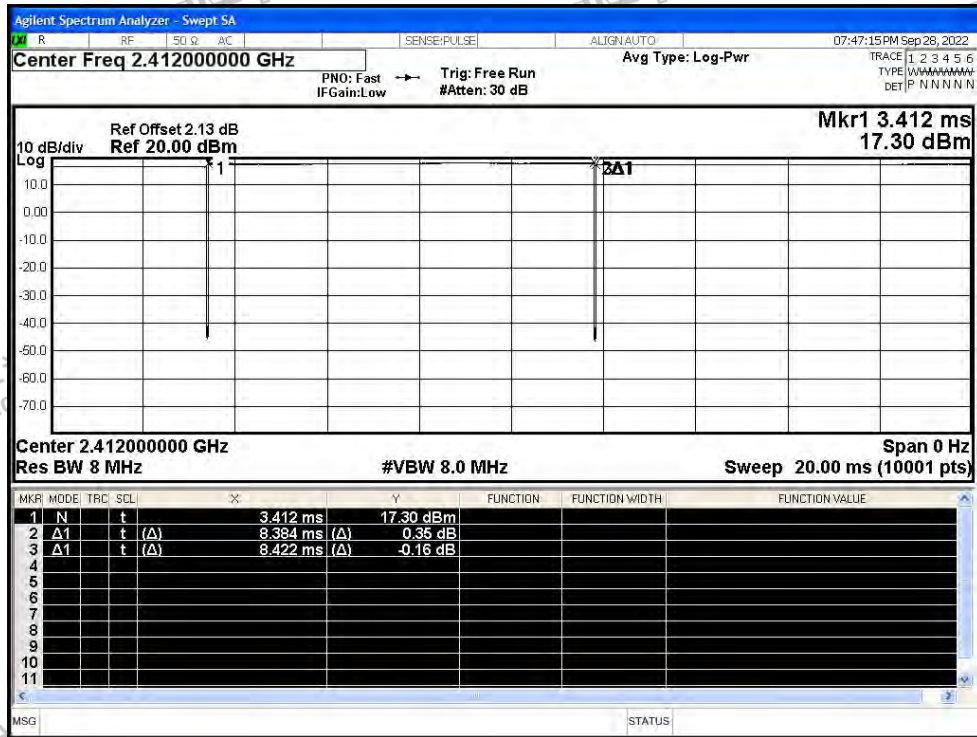 Agilent Spectrum Analyzer - Swept SA
LXI R RF 50 Ω AC SENSE:PULSE ALIGN AUTO 07:47:15 PM Sep 28, 2022
Center Freq 2.412000000 GHz Avg Type: Log-Pwr TRACE 1 2 3 4 5 6
PNO: Fast Trig: Free Run TYPE WWWWWW
IFGain:Low #Atten: 30 dB DET P N N N N N
Ref Offset 2.13 dB Mkr1 3.412 ms
10 dB/div Ref 20.00 dBm 17.30 dBm
Log
1 3Δ1
10.0
0.00
-10.0
-20.0
-30.0
-40.0
-50.0
-60.0
-70.0
Center 2.412000000 GHz Span 0 Hz
Res BW 8 MHz #VBW 8.0 MHz Sweep 20.00 ms (10001 pts)
MKR MODE TRC SCL X Y FUNCTION FUNCTION WIDTH FUNCTION VALUE
1 N t 3.412 ms 17.30 dBm
2 Δ1 t (Δ) 8.384 ms (Δ) 0.35 dB
3 Δ1 t (Δ) 8.422 ms (Δ) -0.16 dB
4
5
6
7
8
9
10
11
MSG STATUS